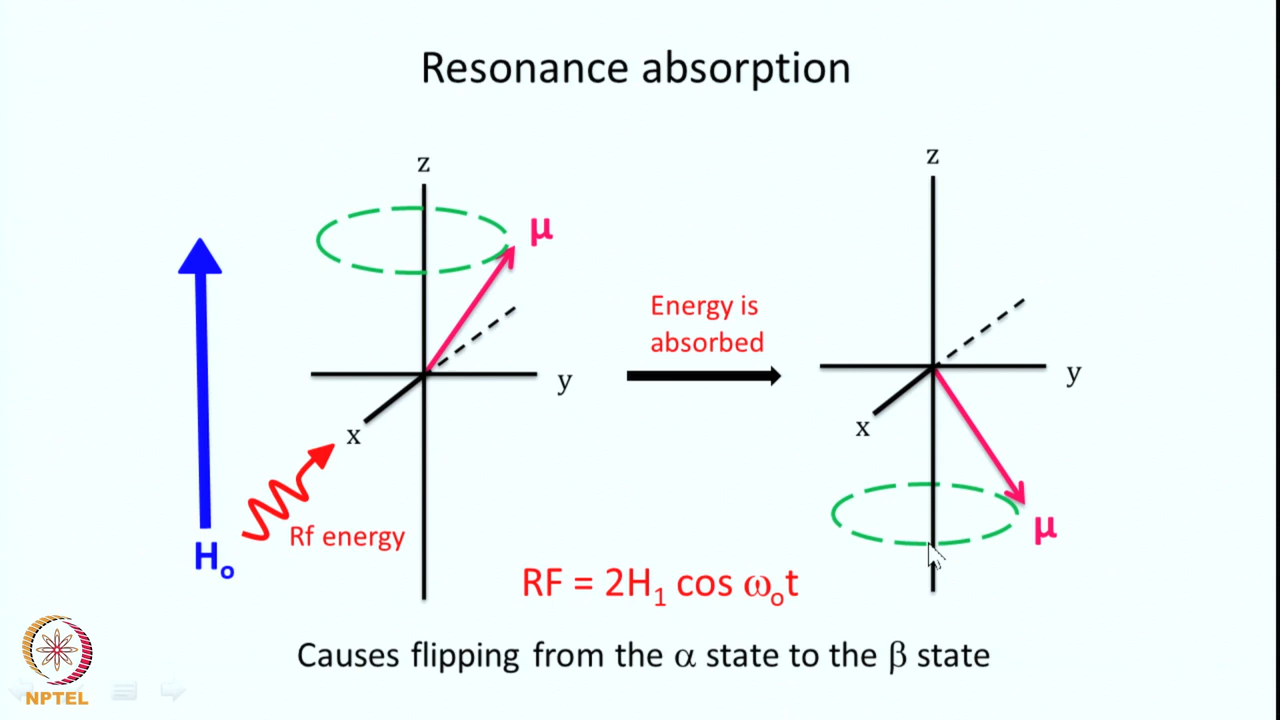 Resonance absorption
z
μ
y
x
Rf energy
Hₒ
Energy is
absorbed
z
y
x
μ
RF = 2H₁ cos ωₒt
Causes flipping from the α state to the β state
NPTEL